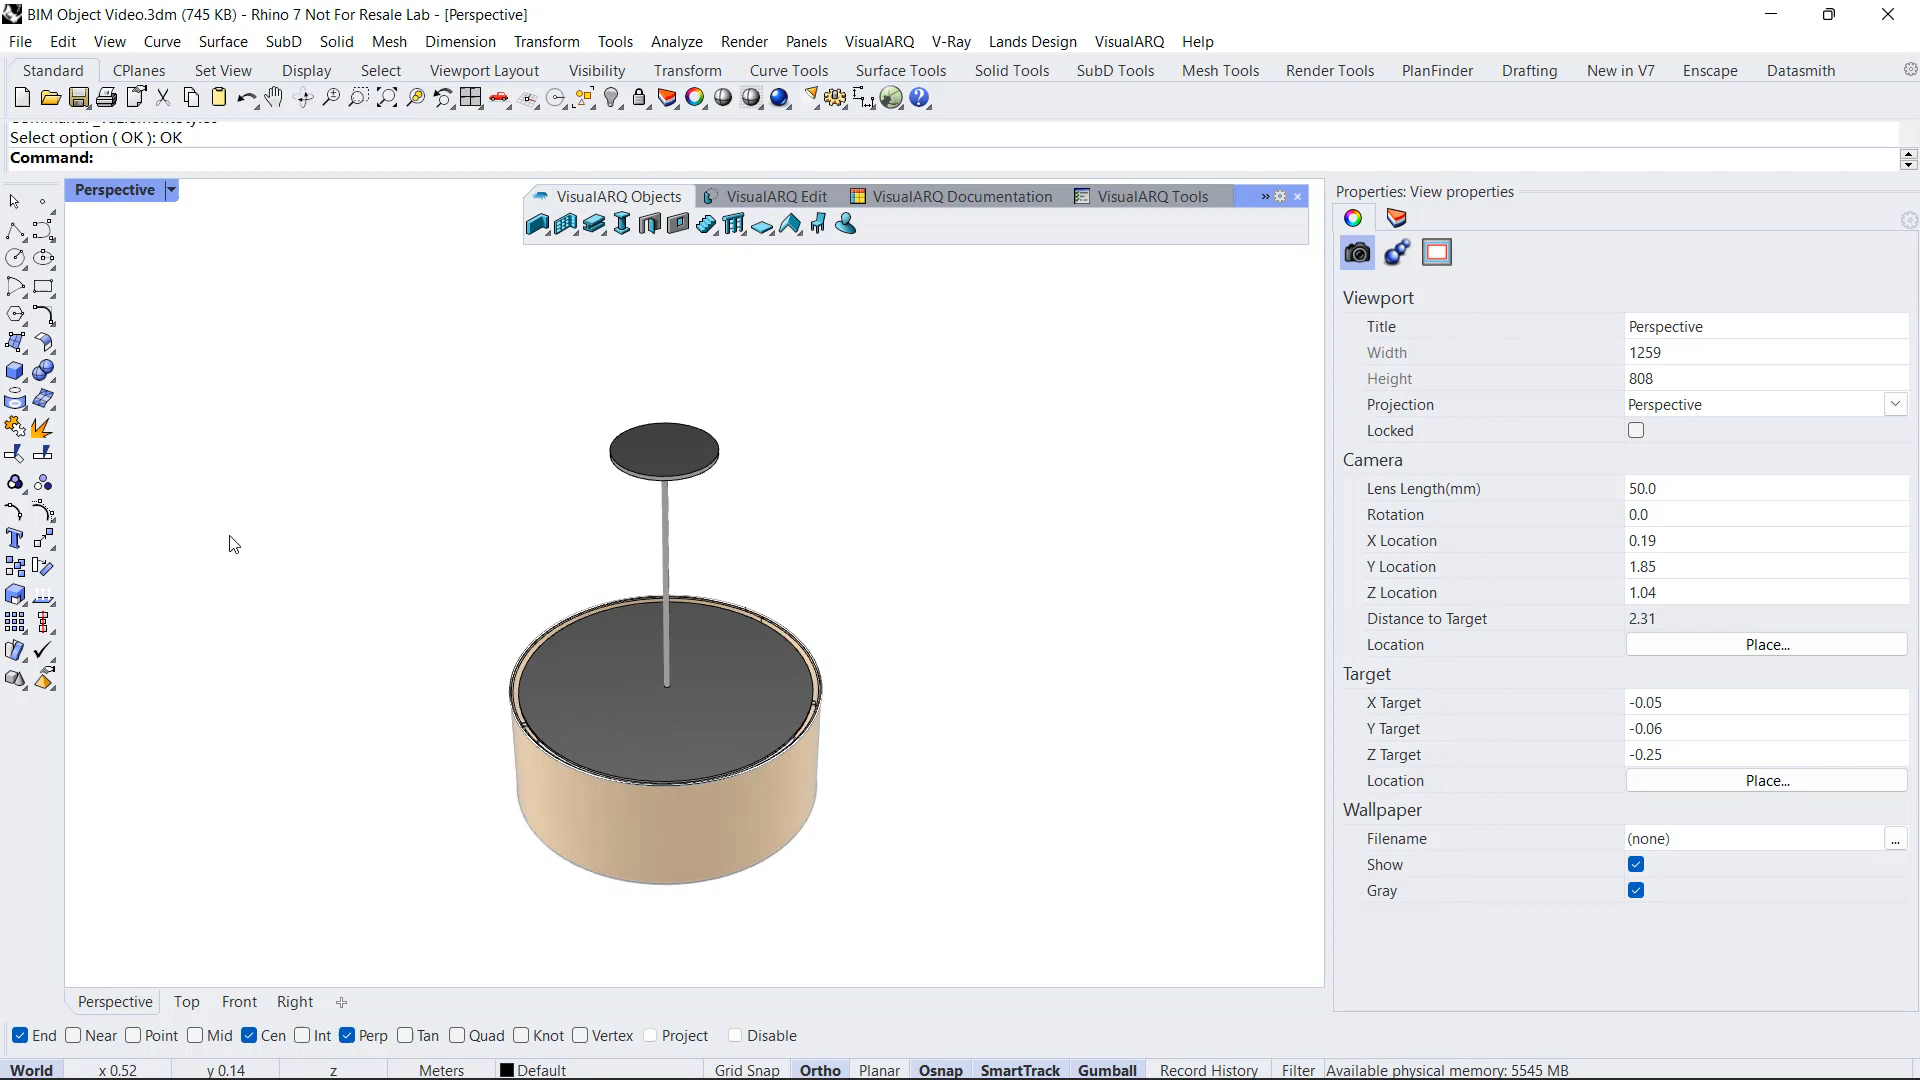 BIM Object Video.3dm (745 KB) - Rhino 7 Not For Resale Lab - [Perspective]
File Edit View Curve Surface SubD Solid Mesh Dimension Transform Tools Analyze Render Panels VisualARQ V-Ray Lands Design VisualARQ Help
Standard CPlanes Set View Display Select Viewport Layout Visibility Transform Curve Tools Surface Tools Solid Tools SubD Tools Mesh Tools Render Tools PlanFinder Drafting New in V7 Enscape Datasmith
Select option ( OK ): OK
Command:
Perspective
VisualARQ Objects VisualARQ Edit VisualARQ Documentation VisualARQ Tools
Properties: View properties
Viewport
Title Perspective
Width 1259
Height 808
Projection Perspective
Locked
Camera
Lens Length(mm) 50.0
Rotation 0.0
X Location 0.19
Y Location 1.85
Z Location 1.04
Distance to Target 2.31
Location Place...
Target
X Target -0.05
Y Target -0.06
Z Target -0.25
Location Place...
Wallpaper
Filename (none) ...
Show
Gray
Perspective Top Front Right
End Near Point Mid Cen Int Perp Tan Quad Knot Vertex Project Disable
World x 0.52 y 0.14 z Meters Default Grid Snap Ortho Planar Osnap SmartTrack Gumball Record History Filter Available physical memory: 5545 MB